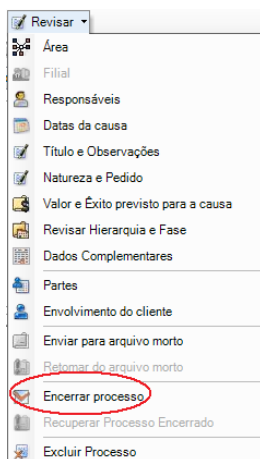 Revisar
Área
Filial
Responsáveis
Datas da causa
Título e Observações
Natureza e Pedido
Valor e Êxito previsto para a causa
Revisar Hierarquia e Fase
Dados Complementares
Partes
Envolvimento do cliente
Enviar para arquivo morto
Retomar do arquivo morto
Encerrar processo
Recuperar Processo Encerrado
Excluir Processo